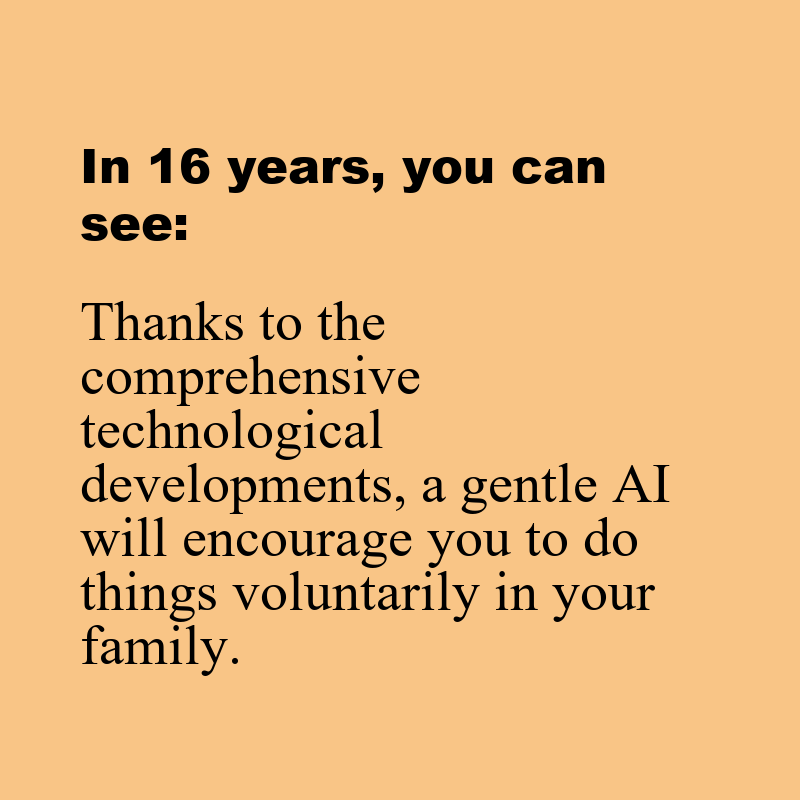 In 16 years, you can
see:
Thanks to the
comprehensive
technological
developments, a gentle AI
will encourage you to do
things voluntarily in your
family.